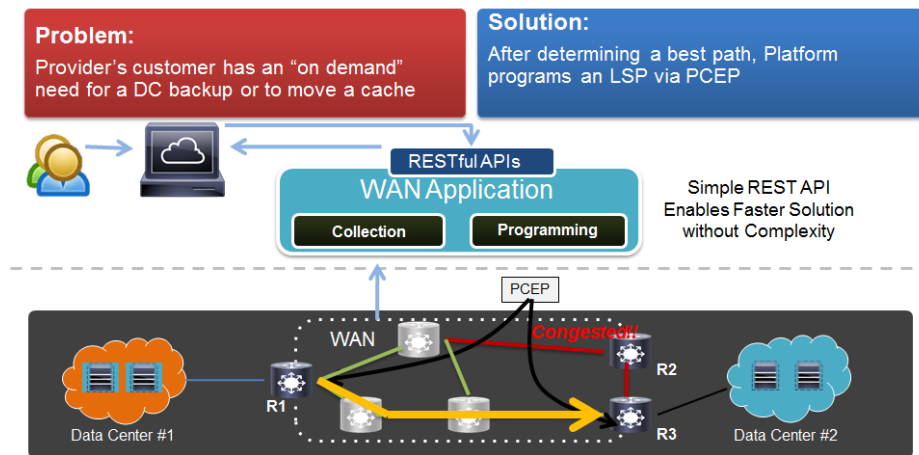 Problem:
Provider's customer has an "on demand"
need for a DC backup or to move a cache
Solution:
After determining a best path, Platform
programs an LSP via PCEP
RESTful APIs
WAN Application
Collection
Programming
Simple REST API
Enables Faster Solution
without Complexity
PCEP
WAN
Congested!!
R1
R2
R3
Data Center #1
Data Center #2